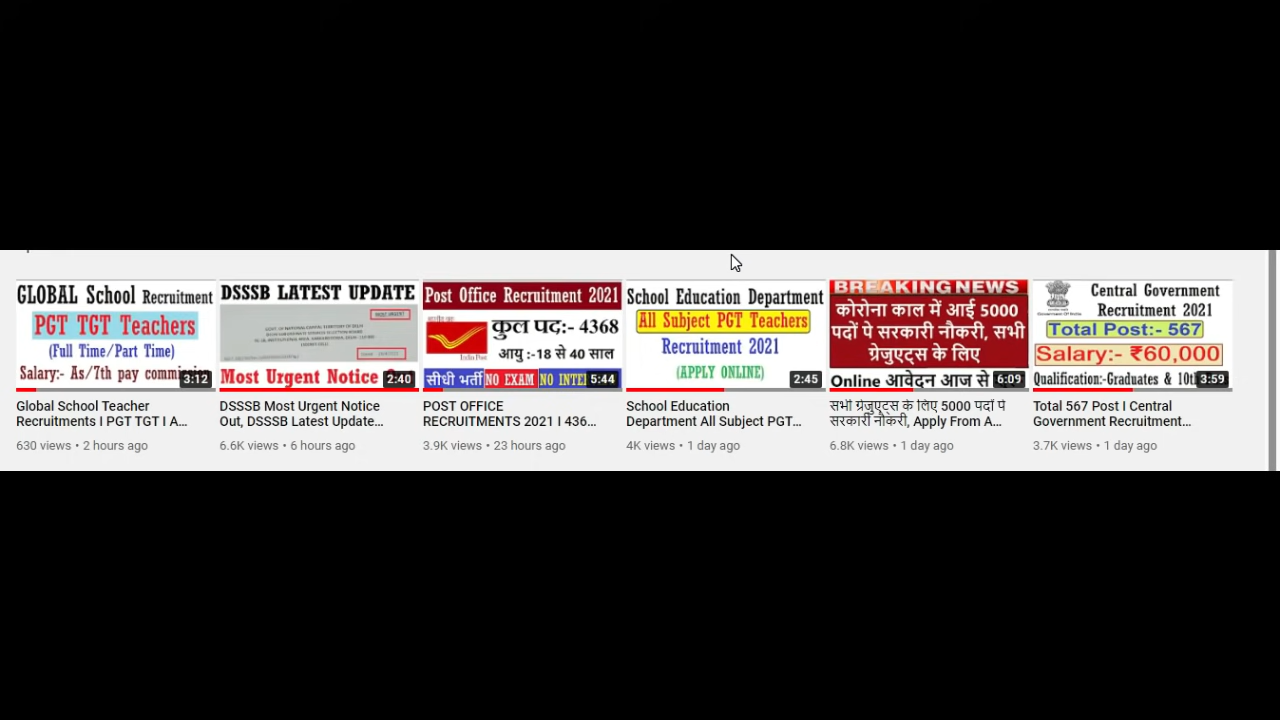 GLOBAL School Recruitment
PGT TGT Teachers
(Full Time/Part Time)
Salary:- As/7th pay
3:12
Global School Teacher
Recruitments I PGT TGT I A...
630 views • 2 hours ago
DSSSB LATEST UPDATE
MOST URGENT
Most Urgent Notice
2:40
DSSSB Most Urgent Notice
Out, DSSSB Latest Update...
6.6K views • 6 hours ago
Post Office Recruitment 2021
India Post
कुल पद:- 4368
आयु :-18 से 40 साल
सीधी भर्ती NO EXAM NO INTE
5:44
POST OFFICE
RECRUITMENTS 2021 I 436...
3.9K views • 23 hours ago
School Education Department
All Subject PGT Teachers
Recruitment 2021
(APPLY ONLINE)
2:45
School Education
Department All Subject PGT...
4K views • 1 day ago
BREAKING NEWS
कोरोना काल में आई 5000
पदों पे सरकारी नौकरी, सभी
ग्रेजुएट्स के लिए
Online आवेदन आज से
6:09
सभी ग्रेजुएट्स के लिए 5000 पदों पे
सरकारी नौकरी, Apply From A...
6.8K views • 1 day ago
Central Government
Recruitment 2021
Total Post:- 567
Salary:- ₹60,000
Qualification:-Graduates & 10th
3:59
Total 567 Post I Central
Government Recruitment...
3.7K views • 1 day ago